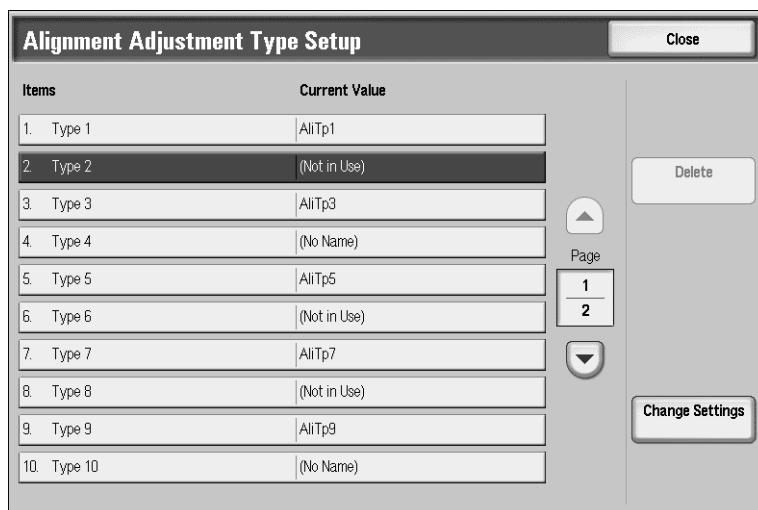 Alignment Adjustment Type Setup Close
Items Current Value
1. Type 1 AliTp1
2. Type 2 (Not in Use)
Delete
3. Type 3 AliTp3
4. Type 4 (No Name)
Page
5. Type 5 AliTp5
1
2
6. Type 6 (Not in Use)
7. Type 7 AliTp7
8. Type 8 (Not in Use)
Change Settings
9. Type 9 AliTp9
10. Type 10 (No Name)